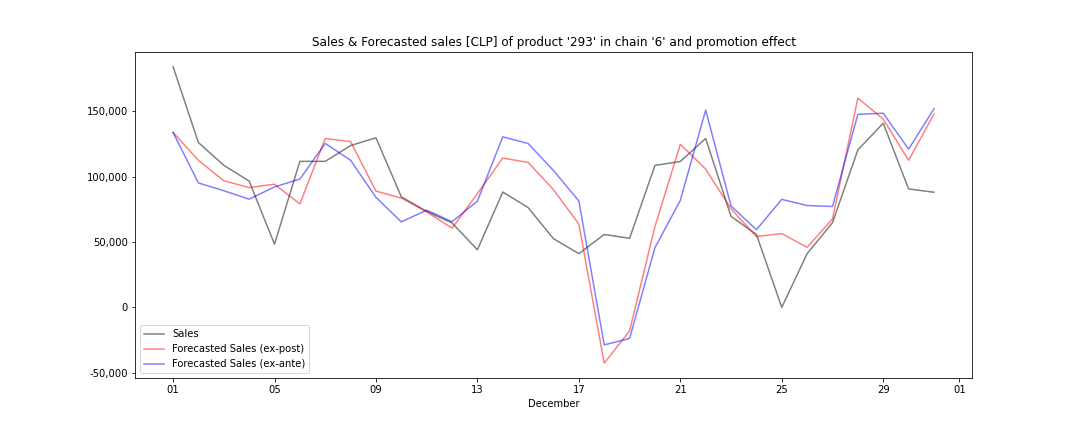 Sales & Forecasted sales [CLP] of product '293' in chain '6' and promotion effect
150,000
100,000
50,000
0
-50,000
Sales
Forecasted Sales (ex-post)
Forecasted Sales (ex-ante)
01 05 09 13 17 21 25 29 01
December